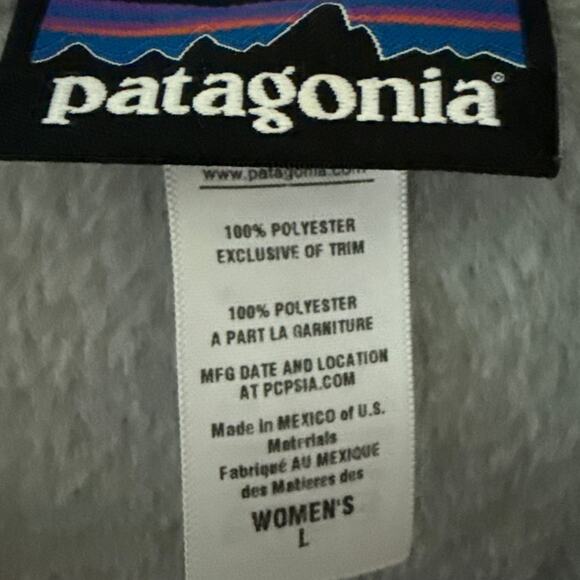 patagonia®
www.patagonia.com
100% POLYESTER
EXCLUSIVE OF TRIM
100% POLYESTER
A PART LA GARNITURE
MFG DATE AND LOCATION
AT PCPSIA.COM
Made in MEXICO of U.S.
Materials
Fabriqué AU MEXIQUE
des Matieres des
WOMEN'S
L